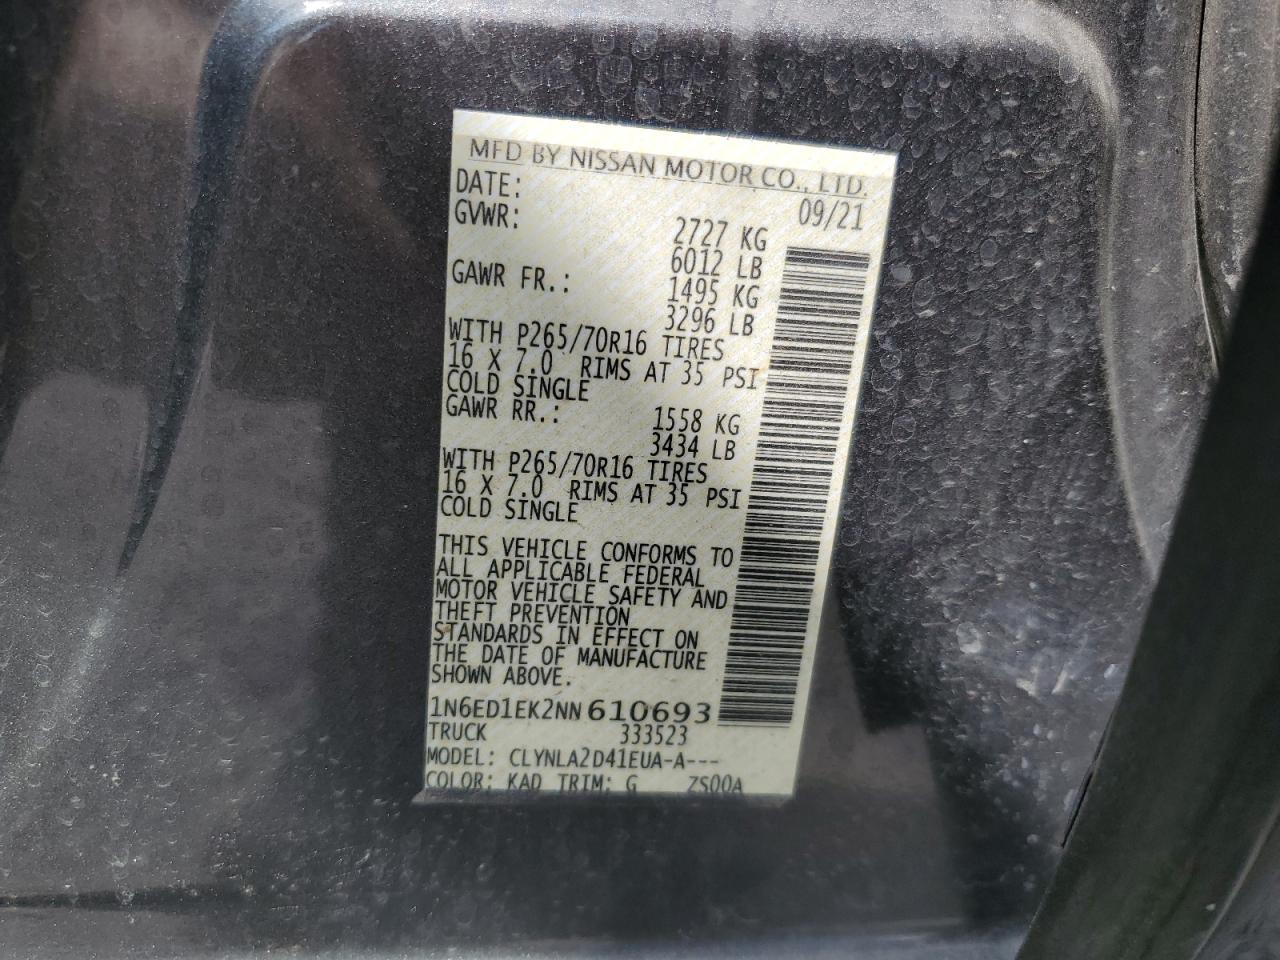 MFD BY NISSAN MOTOR CO., LTD.
DATE: 09/21
GVWR: 2727 KG
6012 LB
GAWR FR.: 1495 KG
3296 LB
WITH P265/70R16 TIRES
16 X 7.0 RIMS AT 35 PSI
COLD SINGLE
GAWR RR.: 1558 KG
3434 LB
WITH P265/70R16 TIRES
16 X 7.0 RIMS AT 35 PSI
COLD SINGLE
THIS VEHICLE CONFORMS TO
ALL APPLICABLE FEDERAL
MOTOR VEHICLE SAFETY AND
THEFT PREVENTION
STANDARDS IN EFFECT ON
THE DATE OF MANUFACTURE
SHOWN ABOVE.
1N6ED1EK2NN610693
TRUCK 333523
MODEL: CLYNLA2D41EUA-A---
COLOR: KAD TRIM: G ZS00A